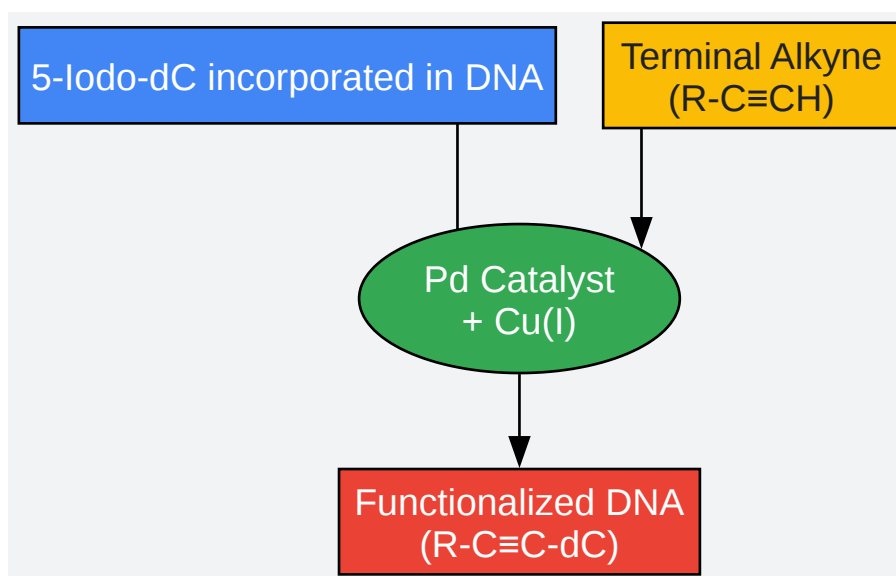 5-Iodo-dC incorporated in DNA
Terminal Alkyne
(R-C≡CH)
Pd Catalyst
+ Cu(I)
Functionalized DNA
(R-C≡C-dC)